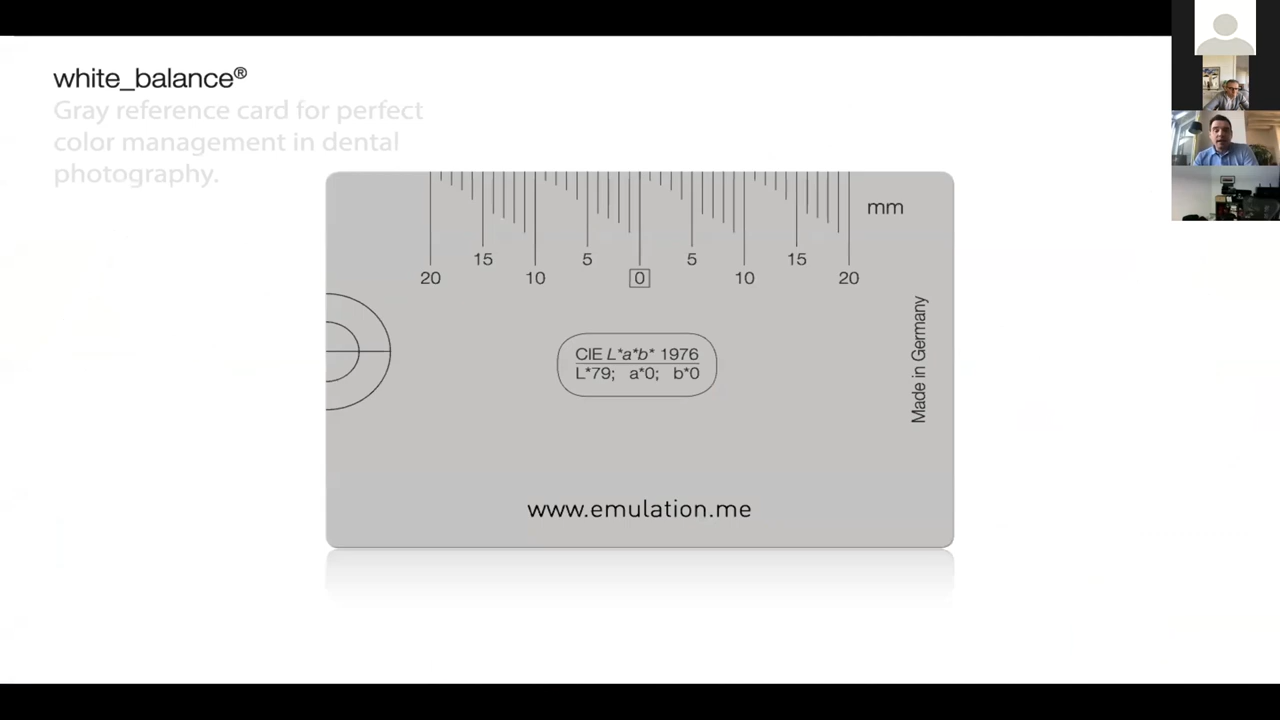 white_balance®
Gray reference card for perfect
color management in dental
photography.
mm
15 5 5 15
20 10 0 10 20
CIE L*a*b* 1976
L*79; a*0; b*0
Made in Germany
www.emulation.me